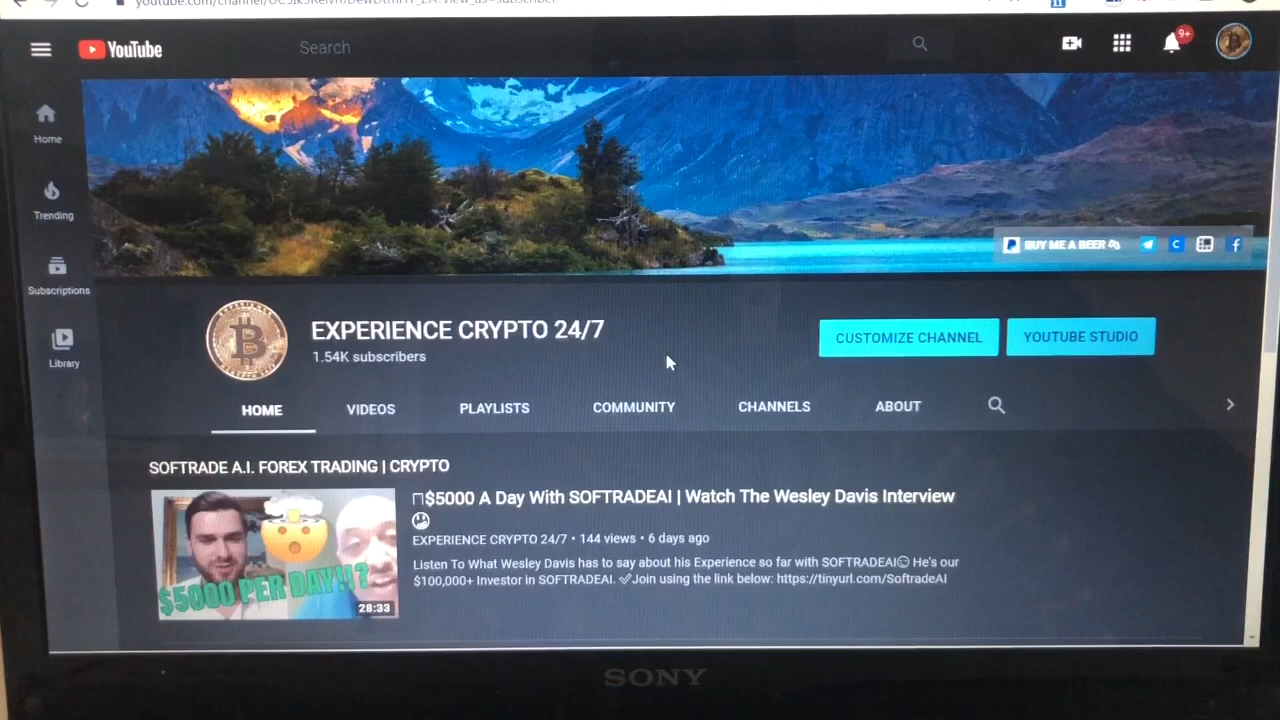 YouTube
Search
9+
Home
Trending
Subscriptions
Library
BUY ME A BEER
EXPERIENCE CRYPTO 24/7
1.54K subscribers
CUSTOMIZE CHANNEL
YOUTUBE STUDIO
HOME
VIDEOS
PLAYLISTS
COMMUNITY
CHANNELS
ABOUT
SOFTRADE A.I. FOREX TRADING | CRYPTO
$5000 PER DAY!!?
28:33
$5000 A Day With SOFTRADEAI | Watch The Wesley Davis Interview
EXPERIENCE CRYPTO 24/7 • 144 views • 6 days ago
Listen To What Wesley Davis has to say about his Experience so far with SOFTRADEAI He's our
$100,000+ Investor in SOFTRADEAI. ✓Join using the link below: https://tinyurl.com/SoftradeAI
SONY